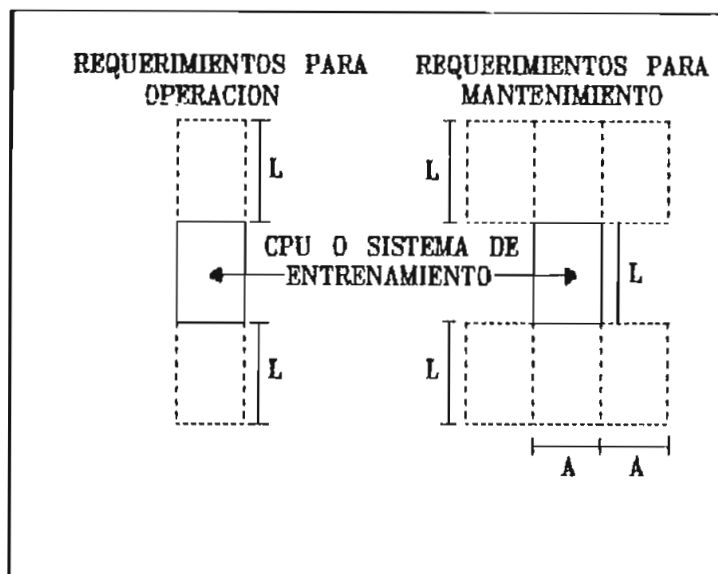 REQUERIMIENTOS PARA
OPERACION
REQUERIMIENTOS PARA
MANTENIMIENTO
L
L
CPU O SISTEMA DE
ENTRENAMIENTO
L
L
L
A
A